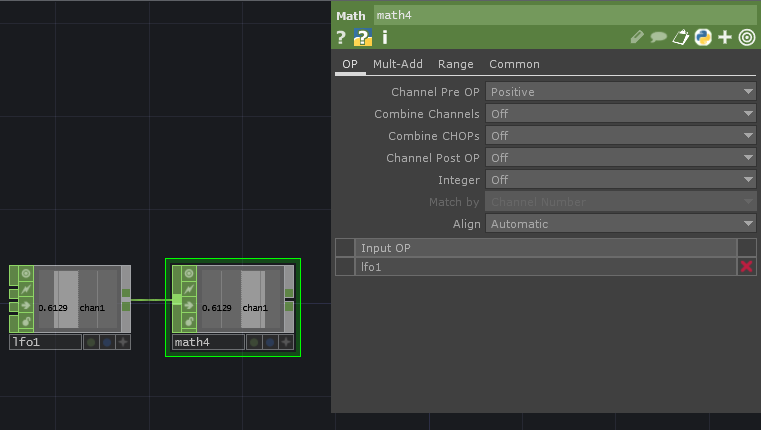 Math math4
? ? i
OP Mult-Add Range Common
Channel Pre OP Positive
Combine Channels Off
Combine CHOPs Off
Channel Post OP Off
Integer Off
Match by Channel Number
Align Automatic
Input OP
lfo1
0.6129 chan1
0.6129 chan1
lfo1
math4